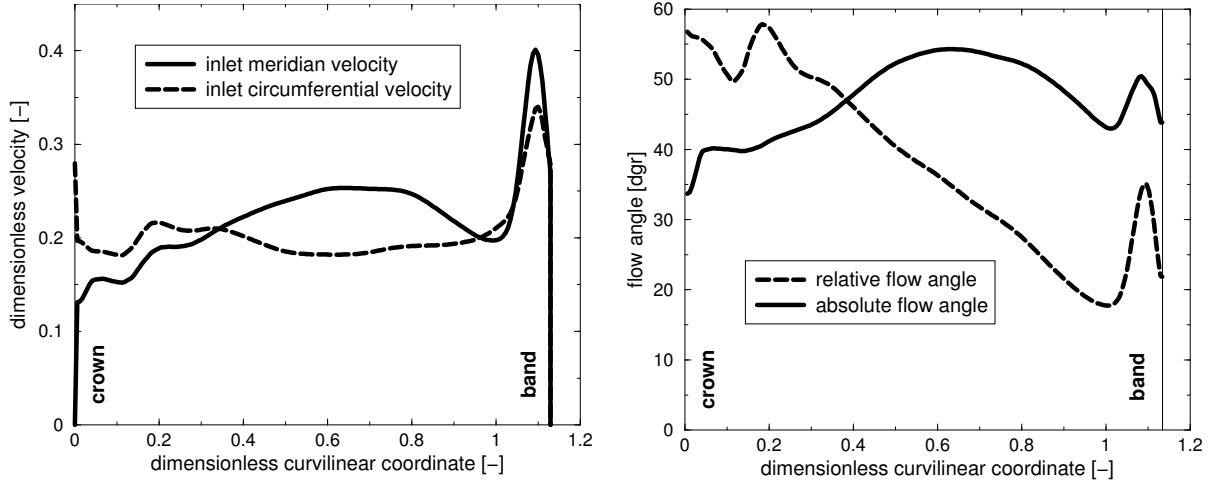 dimensionless velocity [−]
0.4
0.3
0.2
0.1
0
inlet meridian velocity
inlet circumferential velocity
crown
band
0 0.2 0.4 0.6 0.8 1 1.2
dimensionless curvilinear coordinate [−]
flow angle [dgr]
60
50
40
30
20
10
0
relative flow angle
absolute flow angle
crown
band
0 0.2 0.4 0.6 0.8 1 1.2
dimensionless curvilinear coordinate [−]